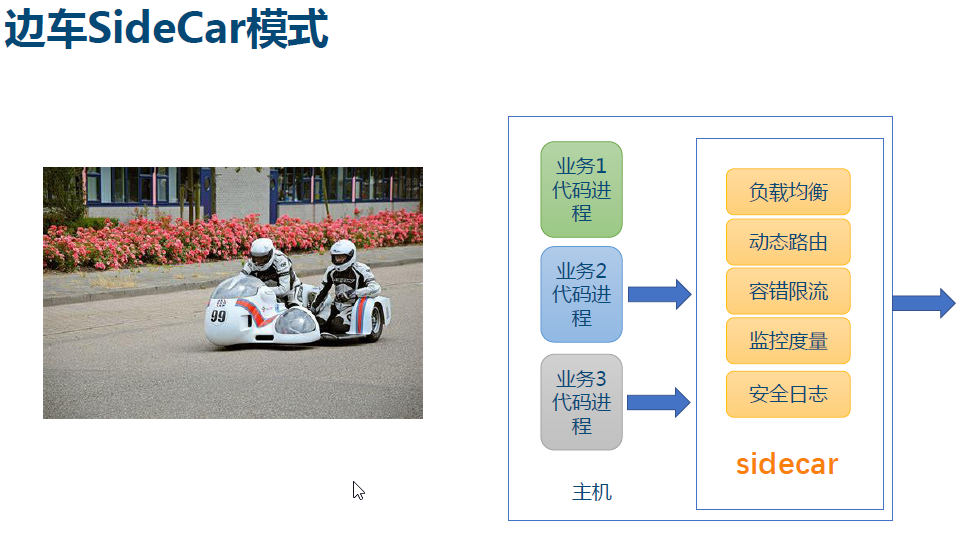 边车SideCar模式
99
业务1
代码进
程
业务2
代码进
程
业务3
代码进
程
主机
负载均衡
动态路由
容错限流
监控度量
安全日志
sidecar